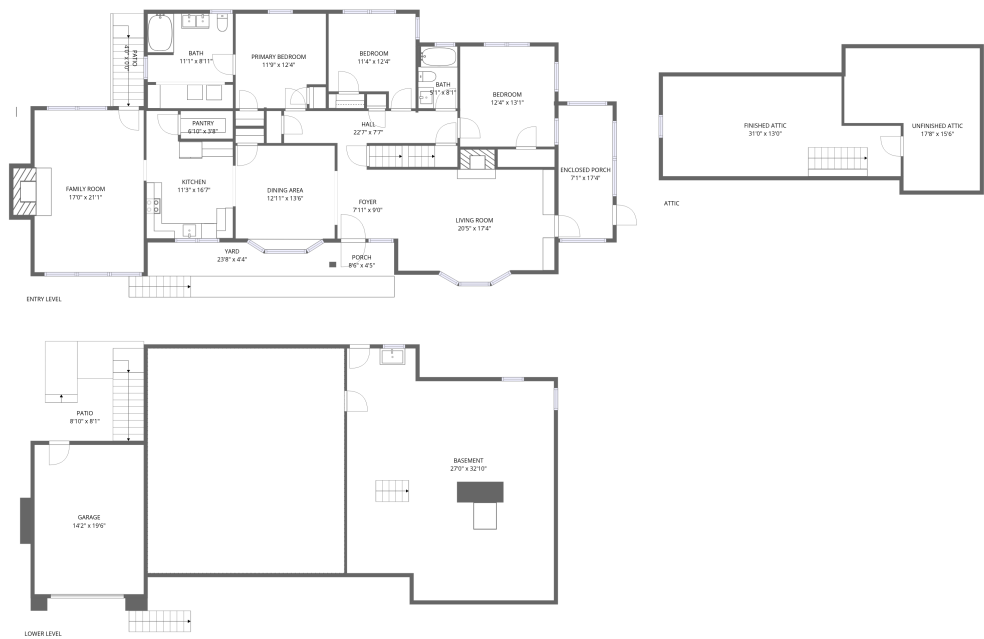 PATIO
4'0" x 0'0"
BATH
11'1" x 8'11"
PRIMARY BEDROOM
11'9" x 12'4"
BEDROOM
11'4" x 12'4"
BATH
5'1" x 8'1"
BEDROOM
12'4" x 13'1"
PANTRY
6'10" x 3'8"
HALL
22'7" x 7'7"
FAMILY ROOM
17'0" x 21'1"
KITCHEN
11'3" x 16'7"
DINING AREA
12'11" x 13'6"
FOYER
7'11" x 9'0"
LIVING ROOM
20'5" x 17'4"
ENCLOSED PORCH
7'1" x 17'4"
YARD
23'8" x 4'4"
PORCH
8'6" x 4'5"
ENTRY LEVEL
FINISHED ATTIC
31'0" x 13'0"
UNFINISHED ATTIC
17'8" x 15'6"
ATTIC
PATIO
8'10" x 8'1"
GARAGE
14'2" x 19'6"
BASEMENT
27'0" x 32'10"
LOWER LEVEL